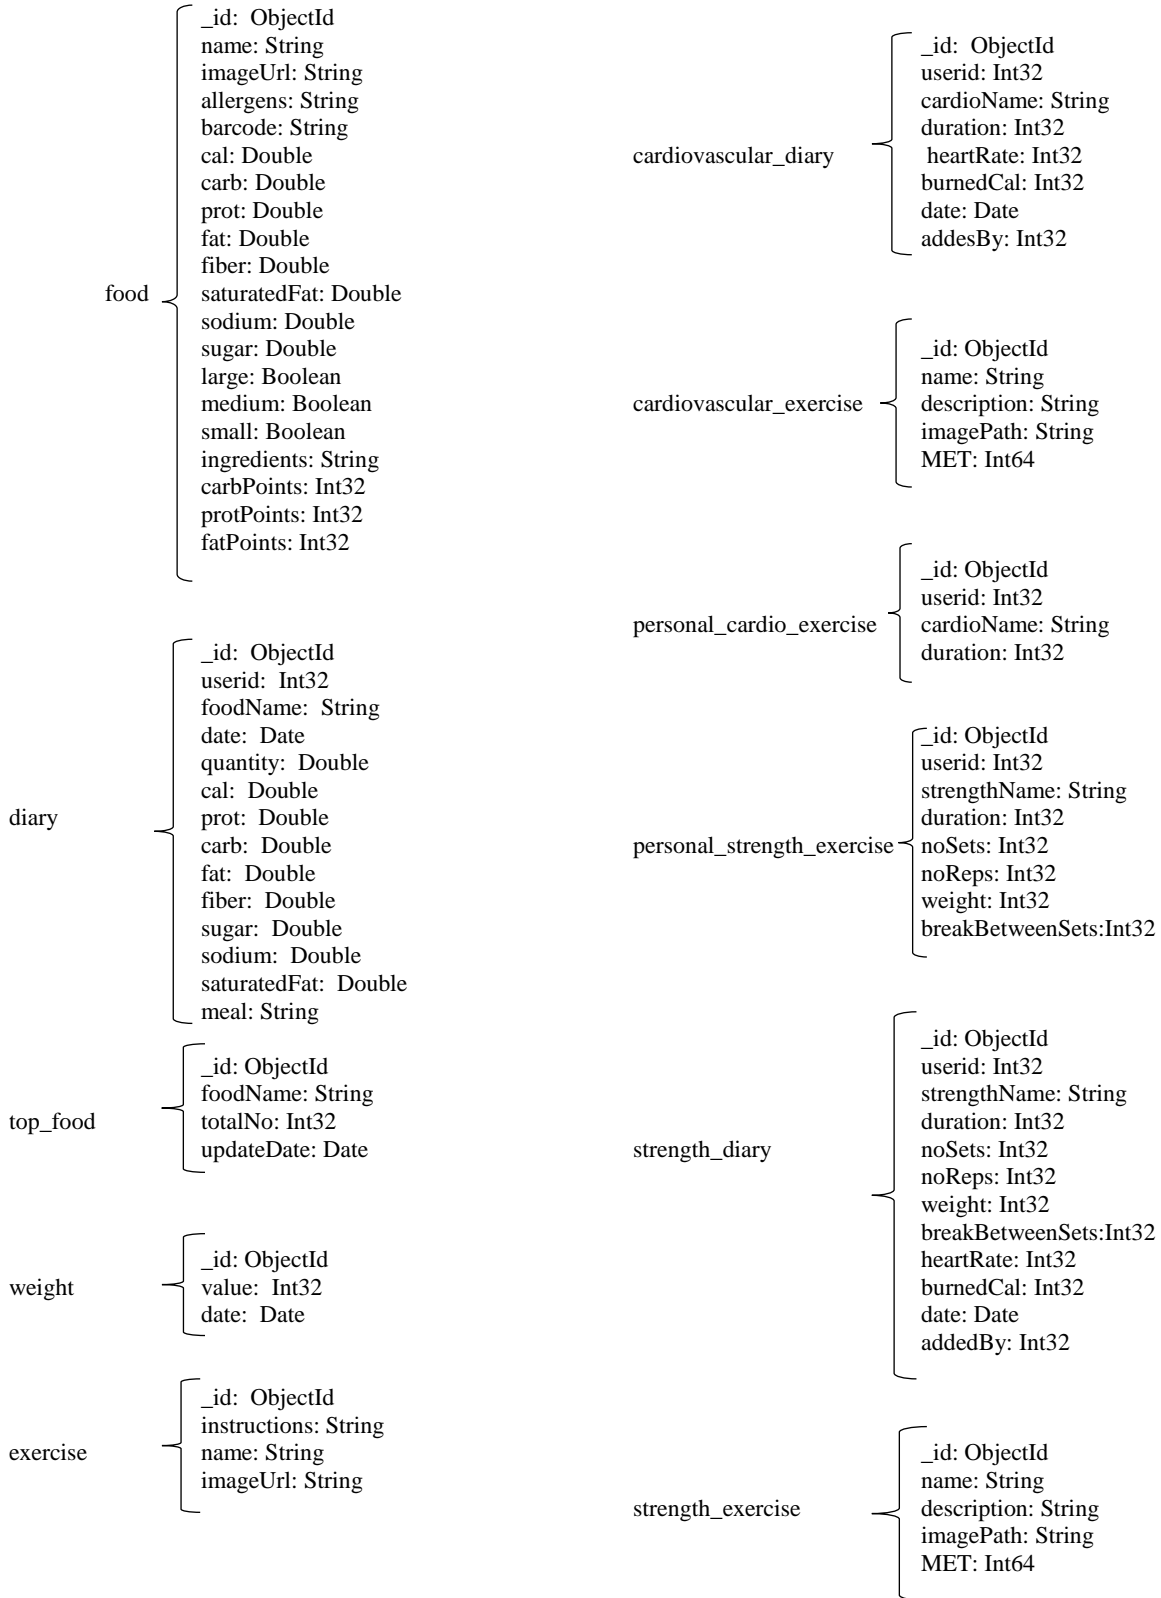 food
_id: ObjectId
name: String
imageUrl: String
allergens: String
barcode: String
cal: Double
carb: Double
prot: Double
fat: Double
fiber: Double
saturatedFat: Double
sodium: Double
sugar: Double
large: Boolean
medium: Boolean
small: Boolean
ingredients: String
carbPoints: Int32
protPoints: Int32
fatPoints: Int32
diary
_id: ObjectId
userid: Int32
foodName: String
date: Date
quantity: Double
cal: Double
prot: Double
carb: Double
fat: Double
fiber: Double
sugar: Double
sodium: Double
saturatedFat: Double
meal: String
top_food
_id: ObjectId
foodName: String
totalNo: Int32
updateDate: Date
weight
_id: ObjectId
value: Int32
date: Date
exercise
_id: ObjectId
instructions: String
name: String
imageUrl: String
cardiovascular_diary
_id: ObjectId
userid: Int32
cardioName: String
duration: Int32
heartRate: Int32
burnedCal: Int32
date: Date
addesBy: Int32
cardiovascular_exercise
_id: ObjectId
name: String
description: String
imagePath: String
MET: Int64
personal_cardio_exercise
_id: ObjectId
userid: Int32
cardioName: String
duration: Int32
personal_strength_exercise
_id: ObjectId
userid: Int32
strengthName: String
duration: Int32
noSets: Int32
noReps: Int32
weight: Int32
breakBetweenSets:Int32
strength_diary
_id: ObjectId
userid: Int32
strengthName: String
duration: Int32
noSets: Int32
noReps: Int32
weight: Int32
breakBetweenSets:Int32
heartRate: Int32
burnedCal: Int32
date: Date
addedBy: Int32
strength_exercise
_id: ObjectId
name: String
description: String
imagePath: String
MET: Int64